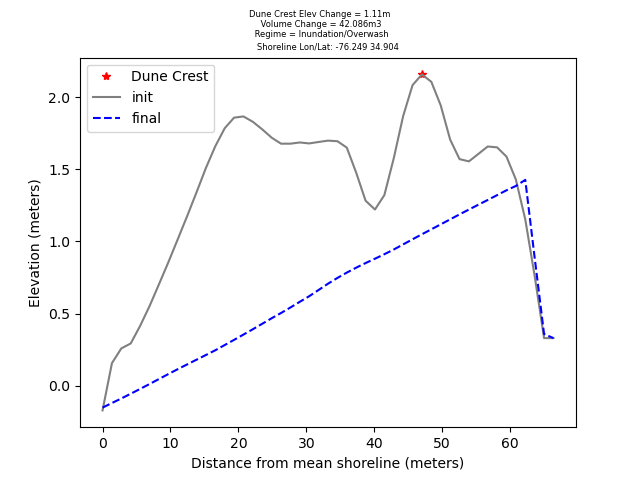 Dune Crest Elev Change = 1.11m
Volume Change = 42.086m3
Regime = Inundation/Overwash
Shoreline Lon/Lat: -76.249 34.904
Dune Crest
init
final
2.0
1.5
1.0
0.5
0.0
Elevation (meters)
0 10 20 30 40 50 60
Distance from mean shoreline (meters)